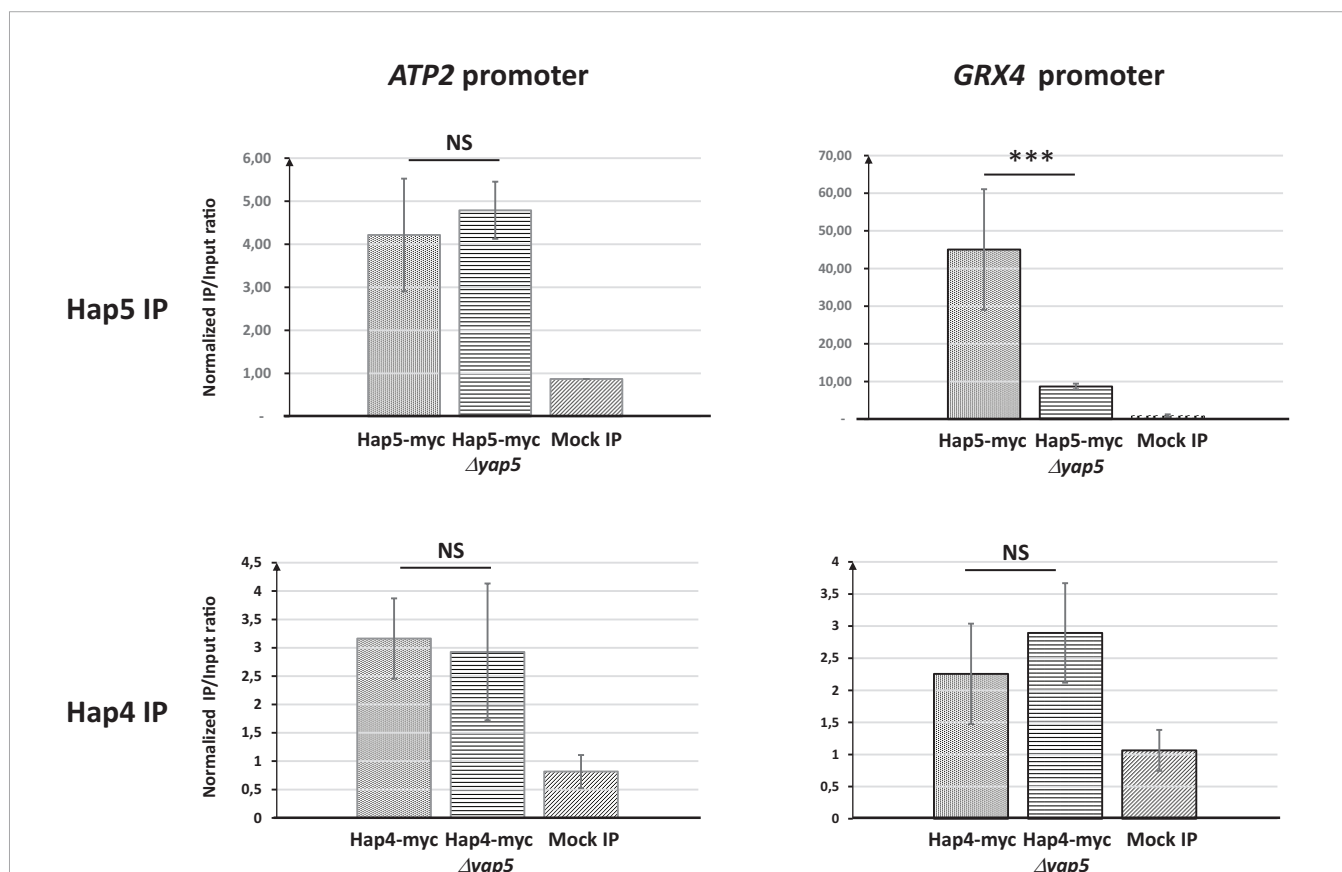 ATP2 promoter
GRX4 promoter
Hap5 IP
Normalized IP/Input ratio
NS
6,00
5,00
4,00
3,00
2,00
1,00
-
Hap5-myc Hap5-myc Mock IP
Δyap5
***
70,00
60,00
50,00
40,00
30,00
20,00
10,00
-
Hap5-myc Hap5-myc Mock IP
Δyap5
Hap4 IP
Normalized IP/Input ratio
NS
4,5
4
3,5
3
2,5
2
1,5
1
0,5
0
Hap4-myc Hap4-myc Mock IP
Δyap5
NS
4
3,5
3
2,5
2
1,5
1
0,5
0
Hap4-myc Hap4-myc Mock IP
Δyap5